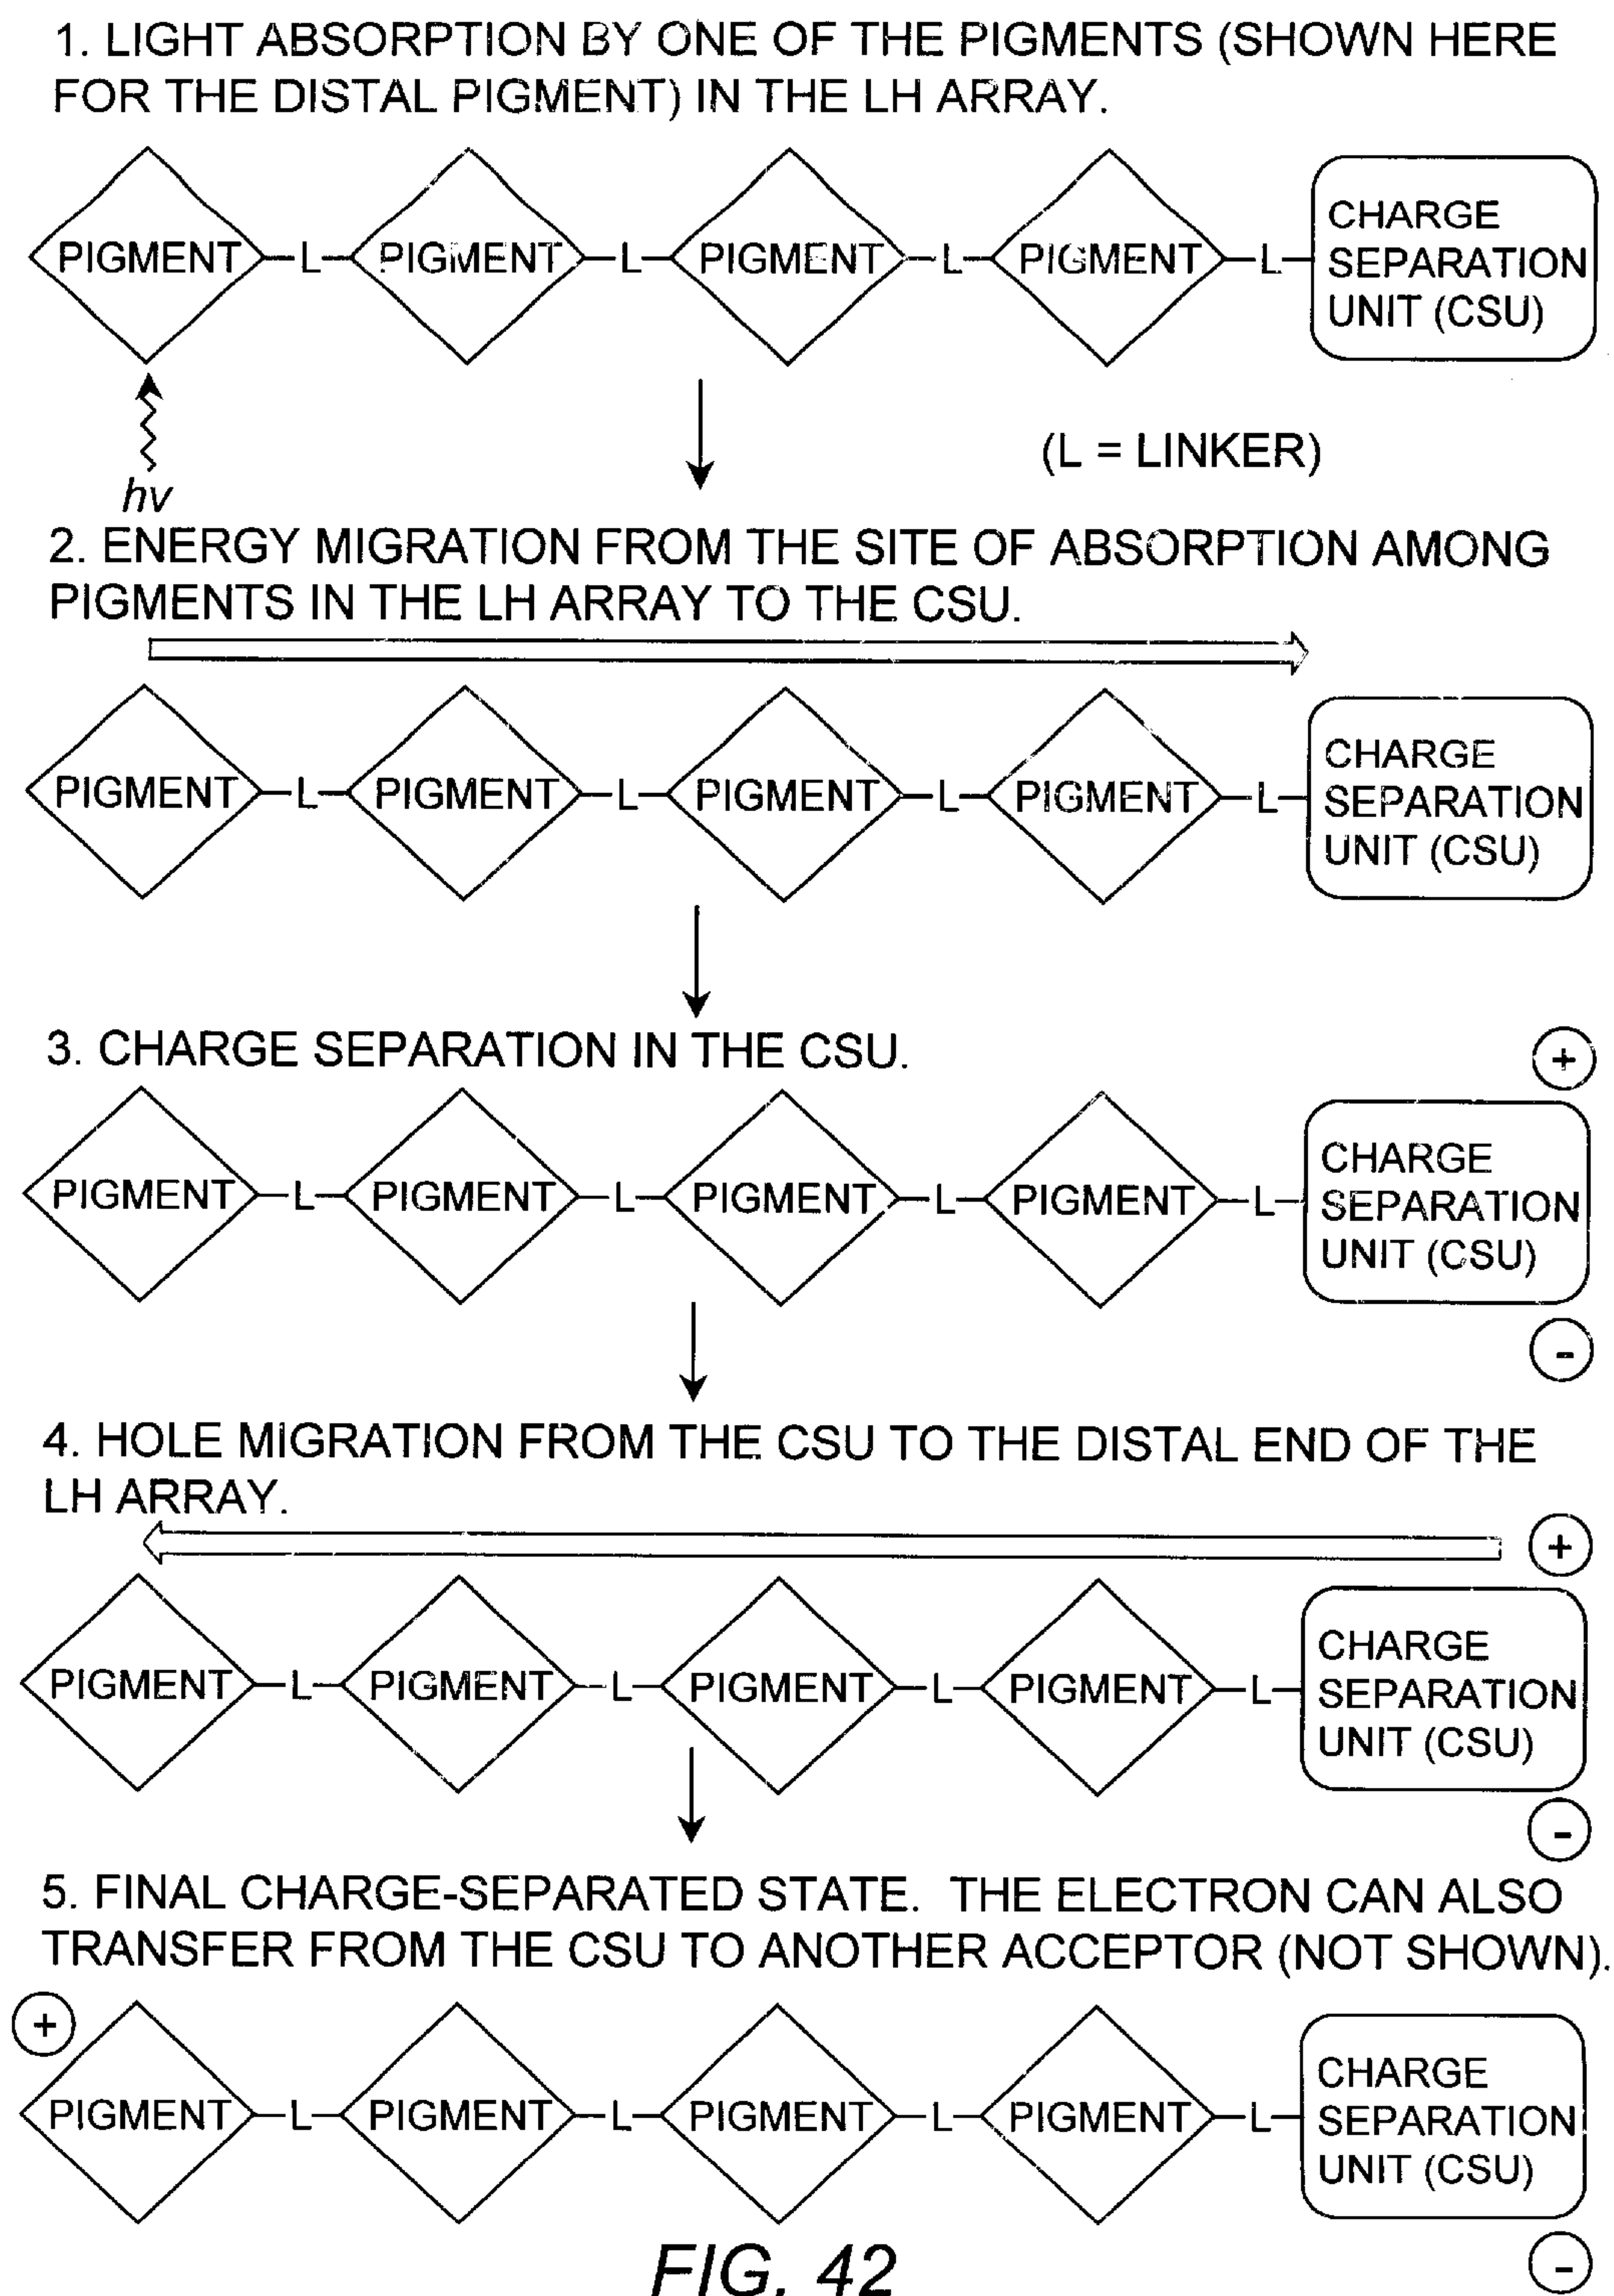 1. LIGHT ABSORPTION BY ONE OF THE PIGMENTS (SHOWN HERE
FOR THE DISTAL PIGMENT) IN THE LH ARRAY.
PIGMENT L PIGMENT L PIGMENT L PIGMENT L CHARGE
SEPARATION
UNIT (CSU)
(L = LINKER)
hν
2. ENERGY MIGRATION FROM THE SITE OF ABSORPTION AMONG
PIGMENTS IN THE LH ARRAY TO THE CSU.
PIGMENT L PIGMENT L PIGMENT L PIGMENT L CHARGE
SEPARATION
UNIT (CSU)
3. CHARGE SEPARATION IN THE CSU.
+
PIGMENT L PIGMENT L PIGMENT L PIGMENT L CHARGE
SEPARATION
UNIT (CSU)
-
4. HOLE MIGRATION FROM THE CSU TO THE DISTAL END OF THE
LH ARRAY.
+
PIGMENT L PIGMENT L PIGMENT L PIGMENT L CHARGE
SEPARATION
UNIT (CSU)
-
5. FINAL CHARGE-SEPARATED STATE. THE ELECTRON CAN ALSO
TRANSFER FROM THE CSU TO ANOTHER ACCEPTOR (NOT SHOWN).
+
PIGMENT L PIGMENT L PIGMENT L PIGMENT L CHARGE
SEPARATION
UNIT (CSU)
-
FIG. 42